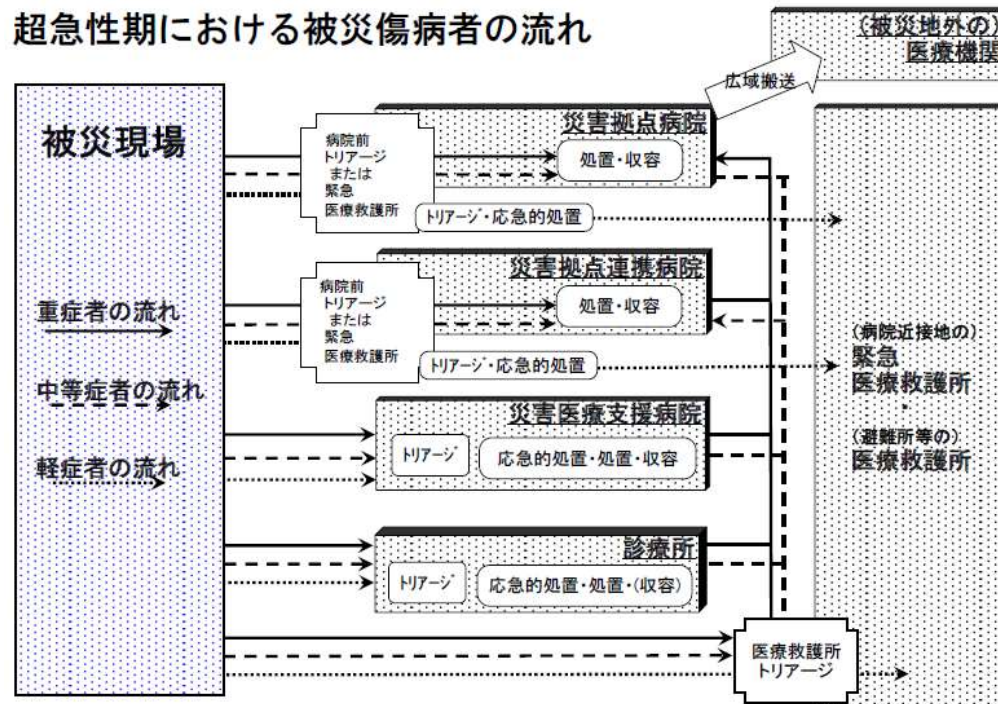 超急性期における被災傷病者の流れ
(被災地外の)
医療機関
広域搬送
被災現場
災害拠点病院
病院前
トリアージ
または
緊急
医療救護所
処置・収容
トリアージ・応急的処置
災害拠点連携病院
病院前
トリアージ
または
緊急
医療救護所
処置・収容
トリアージ・応急的処置
重症者の流れ
中等症者の流れ
軽症者の流れ
災害医療支援病院
トリアージ
応急的処置・処置・収容
診療所
トリアージ
応急的処置・処置・(収容)
(病院近接地の)
緊急
医療救護所
・
(避難所等の)
医療救護所
医療救護所
トリアージ